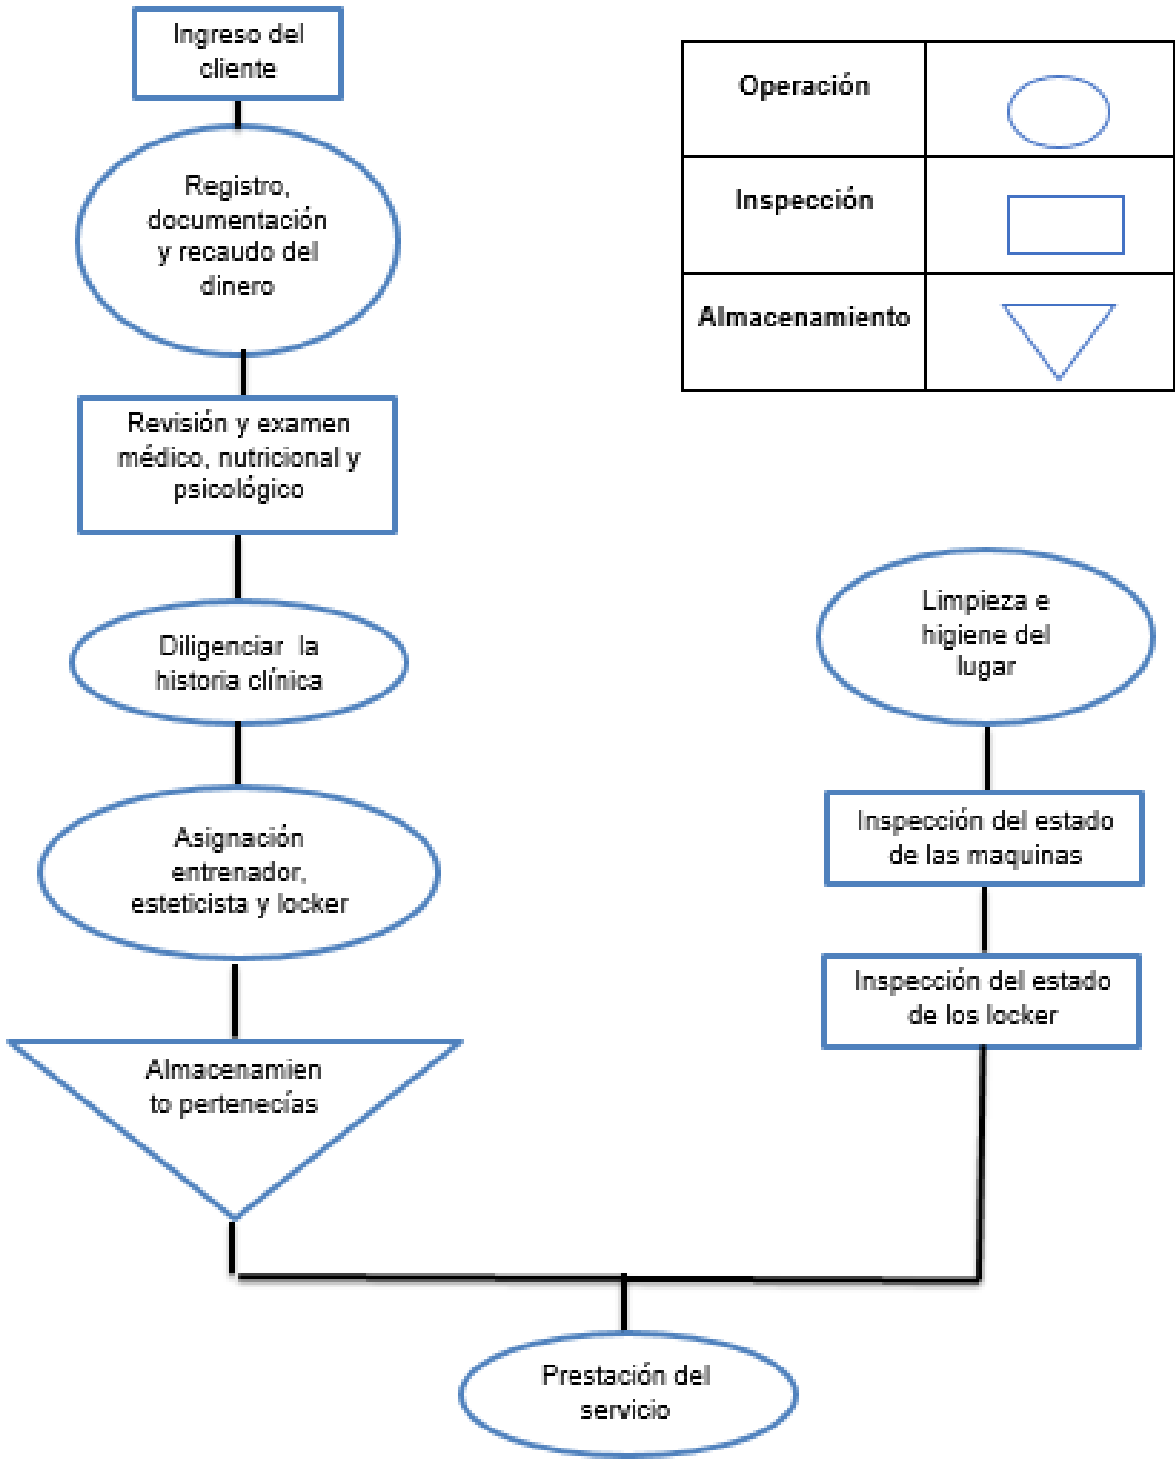 Ingreso del
cliente
Registro,
documentación
y recaudo del
dinero
Revisión y examen
médico, nutricional y
psicológico
Diligenciar la
historia clínica
Asignación
entrenador,
esteticista y locker
Almacenamien
to pertenecías
Operación
Inspección
Almacenamiento
Limpieza e
higiene del
lugar
Inspección del estado
de las maquinas
Inspección del estado
de los locker
Prestación del
servicio